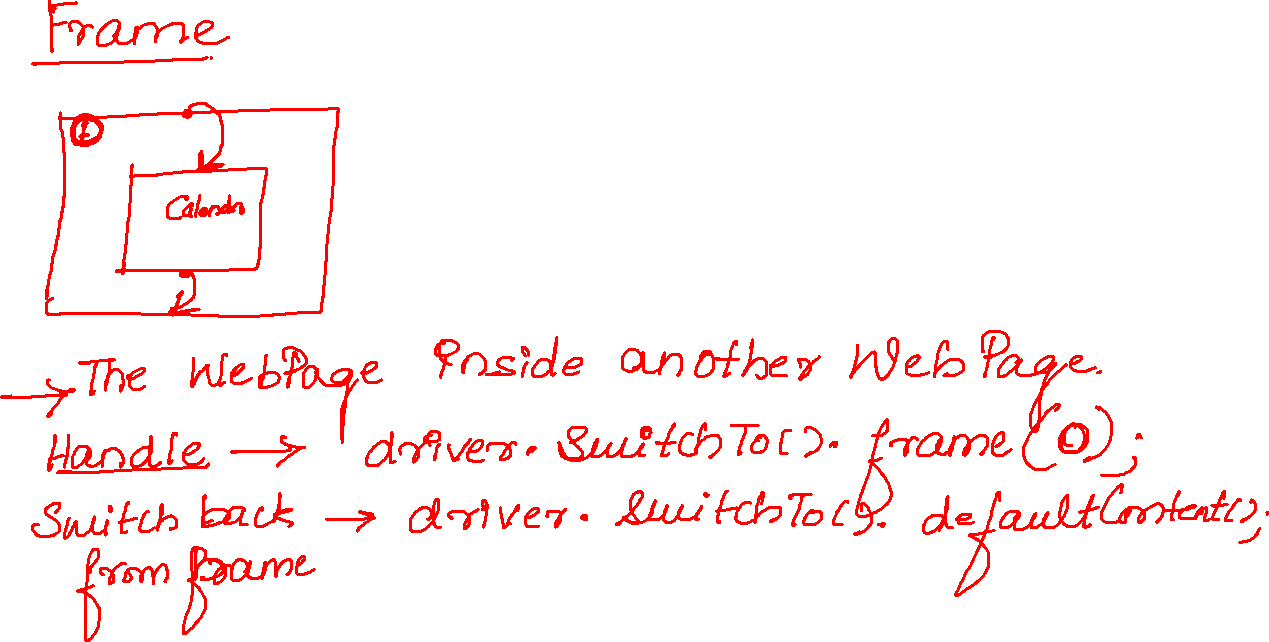 Frame
1
Calendr
The WebPage inside another WebPage.
Handle → driver.SwitchTo().frame(0);
Switch back → driver.SwitchTo(). defaultContent();
from frame